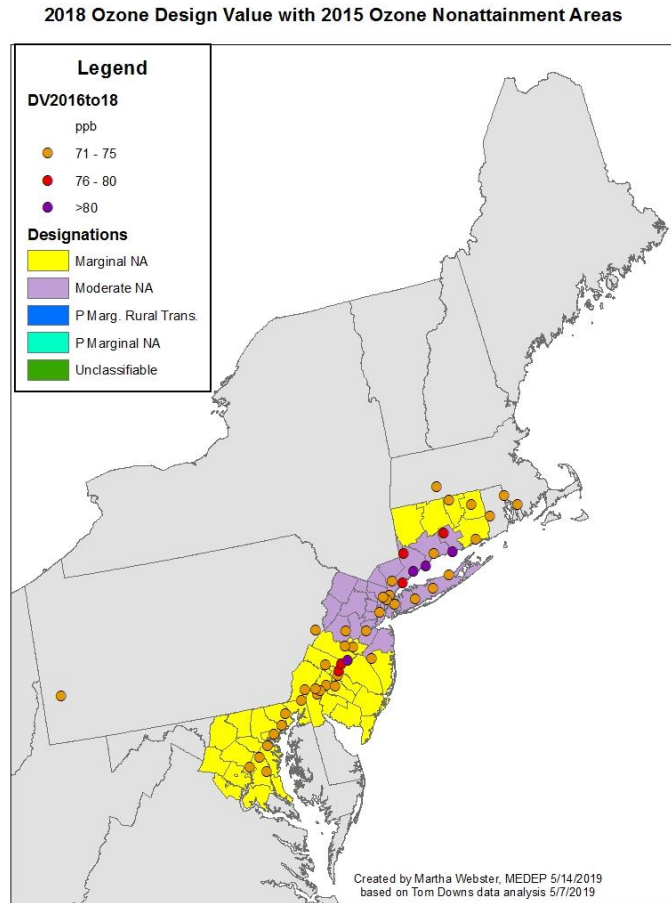 2018 Ozone Design Value with 2015 Ozone Nonattainment Areas
Legend
DV2016to18
ppb
71 - 75
76 - 80
>80
Designations
Marginal NA
Moderate NA
P Marg. Rural Trans.
P Marginal NA
Unclassifiable
Created by Martha Webster, MEDEP 5/14/2019
based on Tom Downs data analysis 5/7/2019